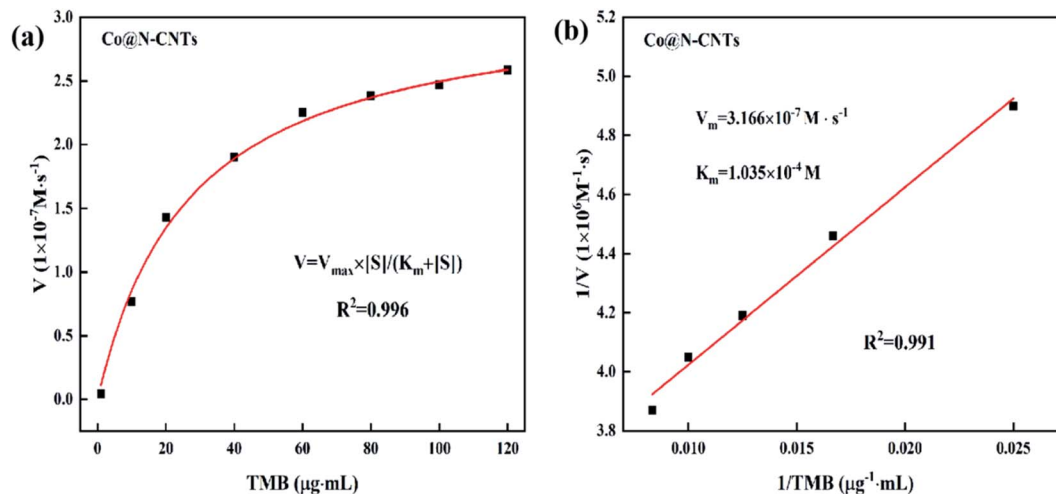 (a)
Co@N-CNTs
3.0
2.5
2.0
1.5
1.0
0.5
0.0
V (1×10⁻⁷M·s⁻¹)
V=Vₘₐₓ×[S]/(Kₘ+[S])
R²=0.996
0 20 40 60 80 100 120
TMB (μg·mL)
(b)
Co@N-CNTs
5.2
5.0
4.8
4.6
4.4
4.2
4.0
3.8
1/V (1×10⁶M⁻¹·s)
Vₘ=3.166×10⁻⁷ M · s⁻¹
Kₘ=1.035×10⁻⁴ M
R²=0.991
0.010 0.015 0.020 0.025
1/TMB (μg⁻¹·mL)